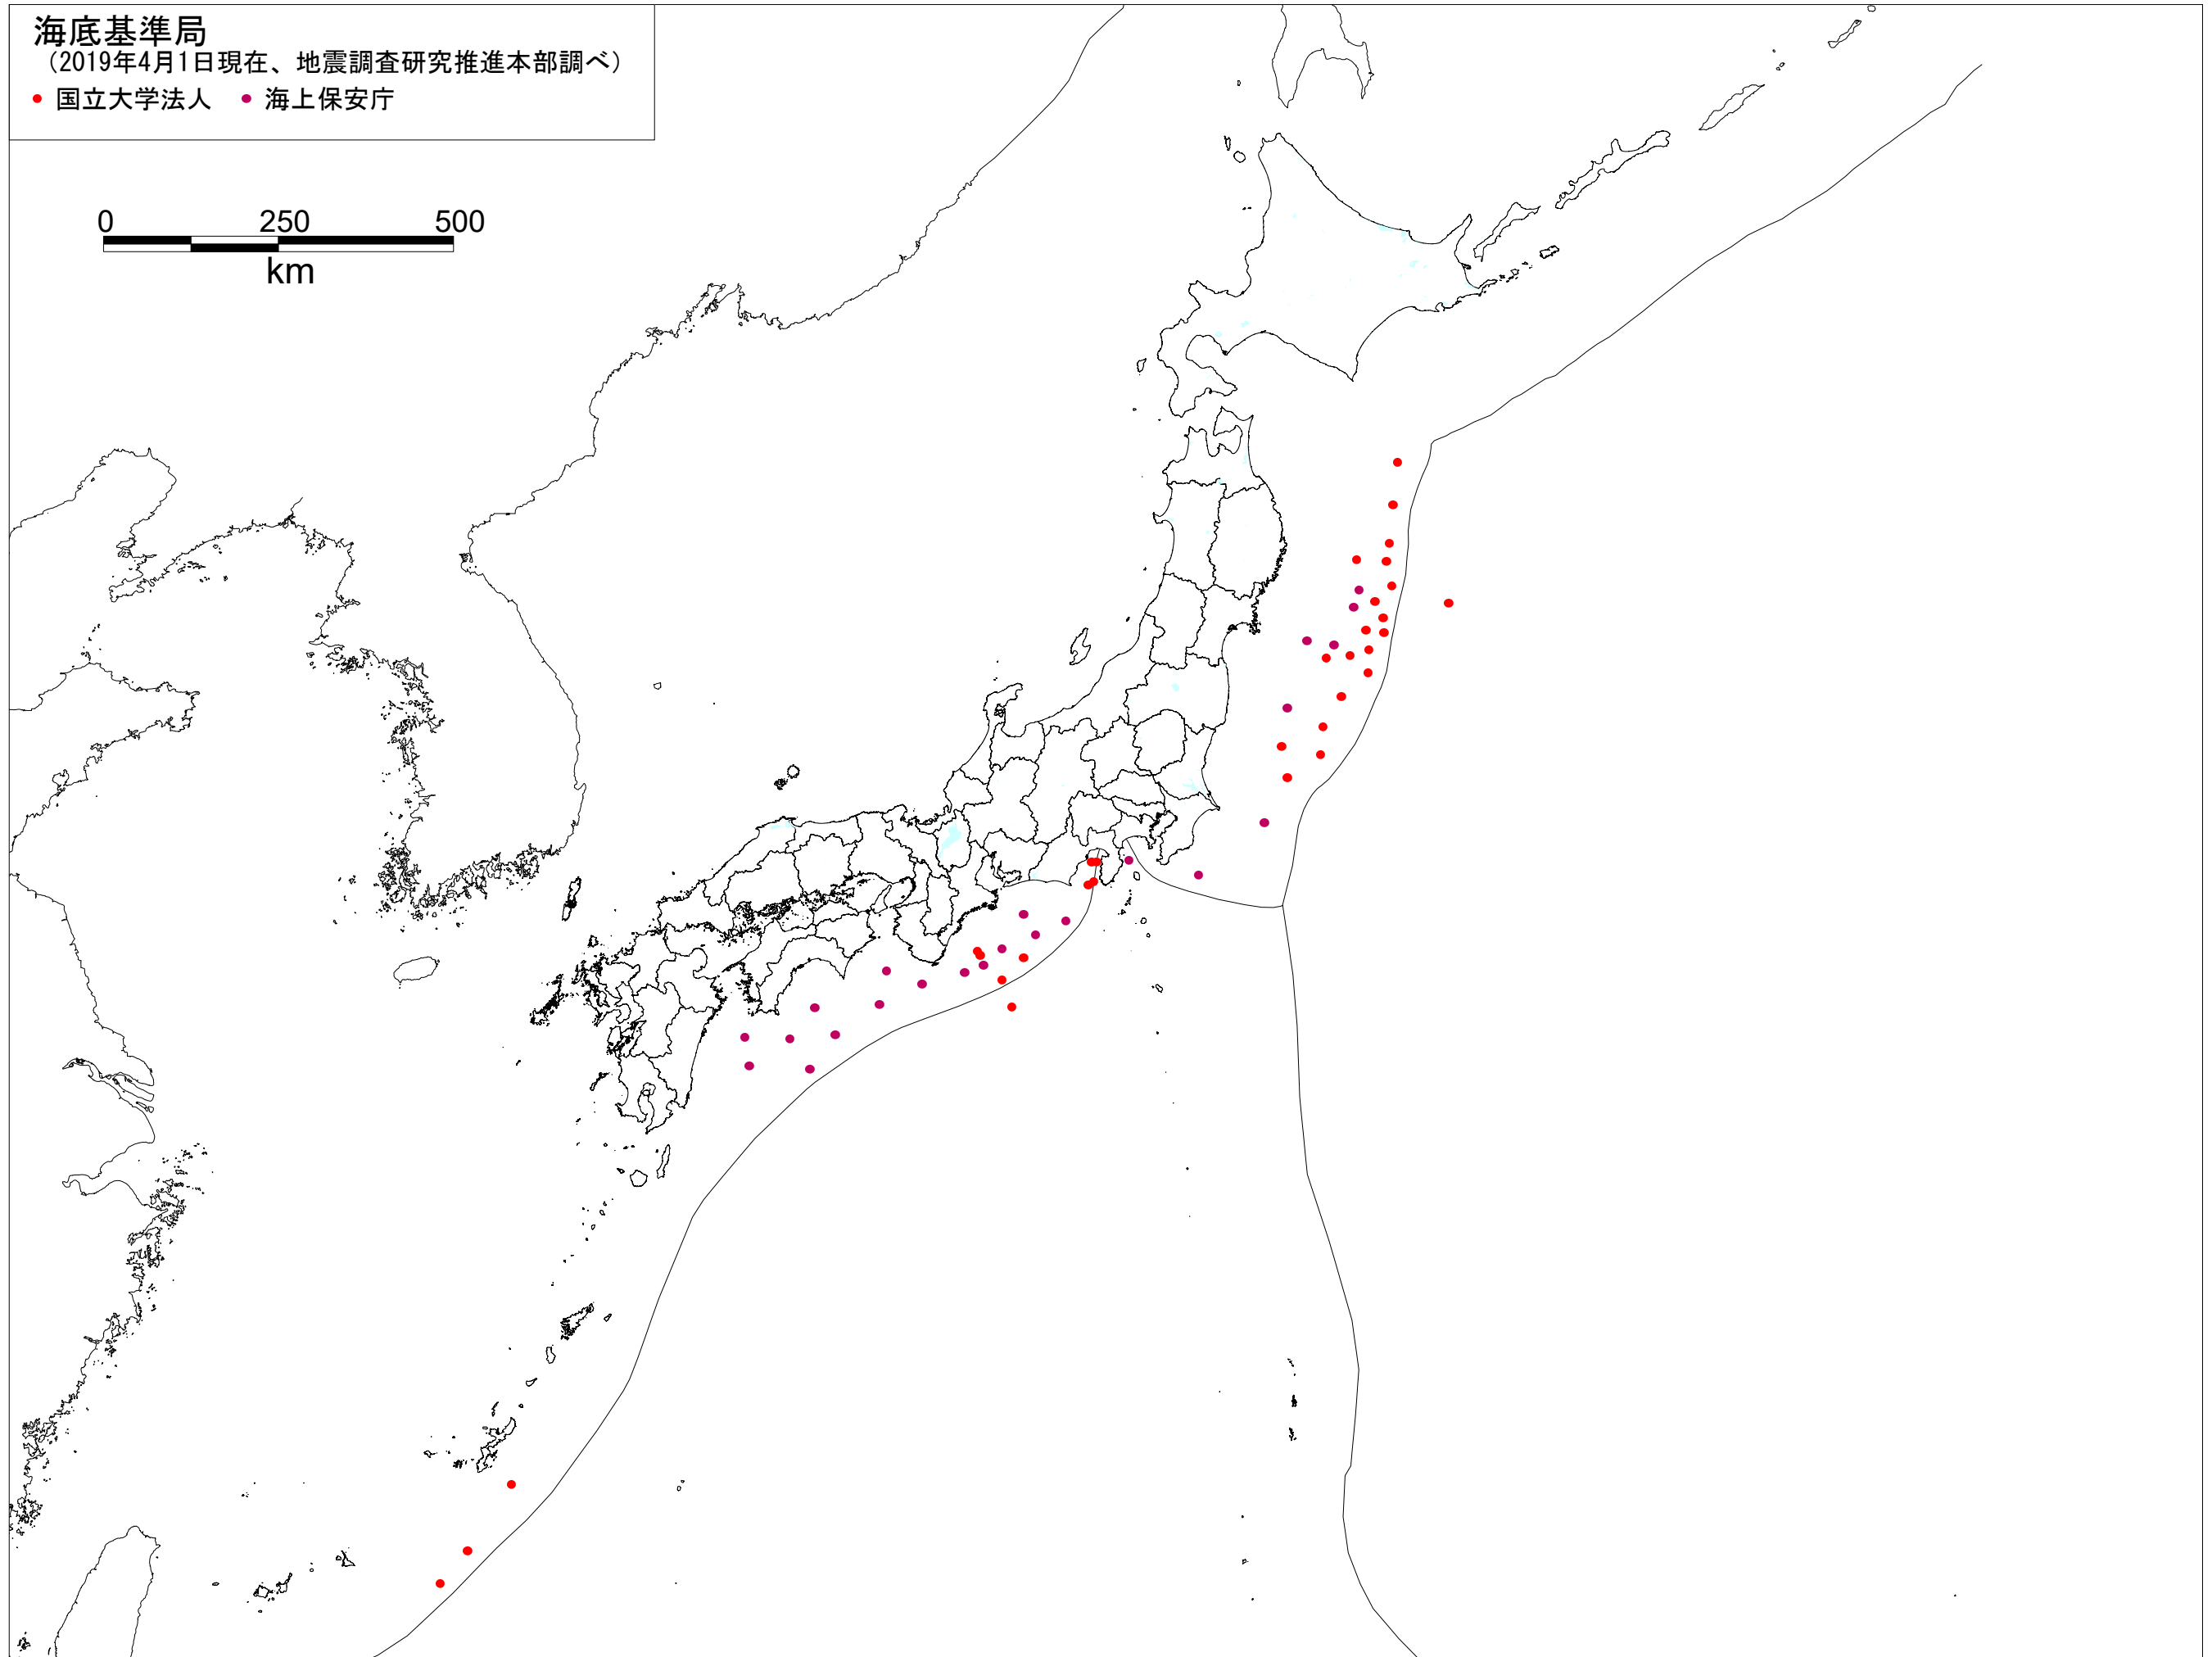 海底基準局
(2019年4月1日現在、地震調査研究推進本部調べ)
● 国立大学法人 ● 海上保安庁
0 250 500
km